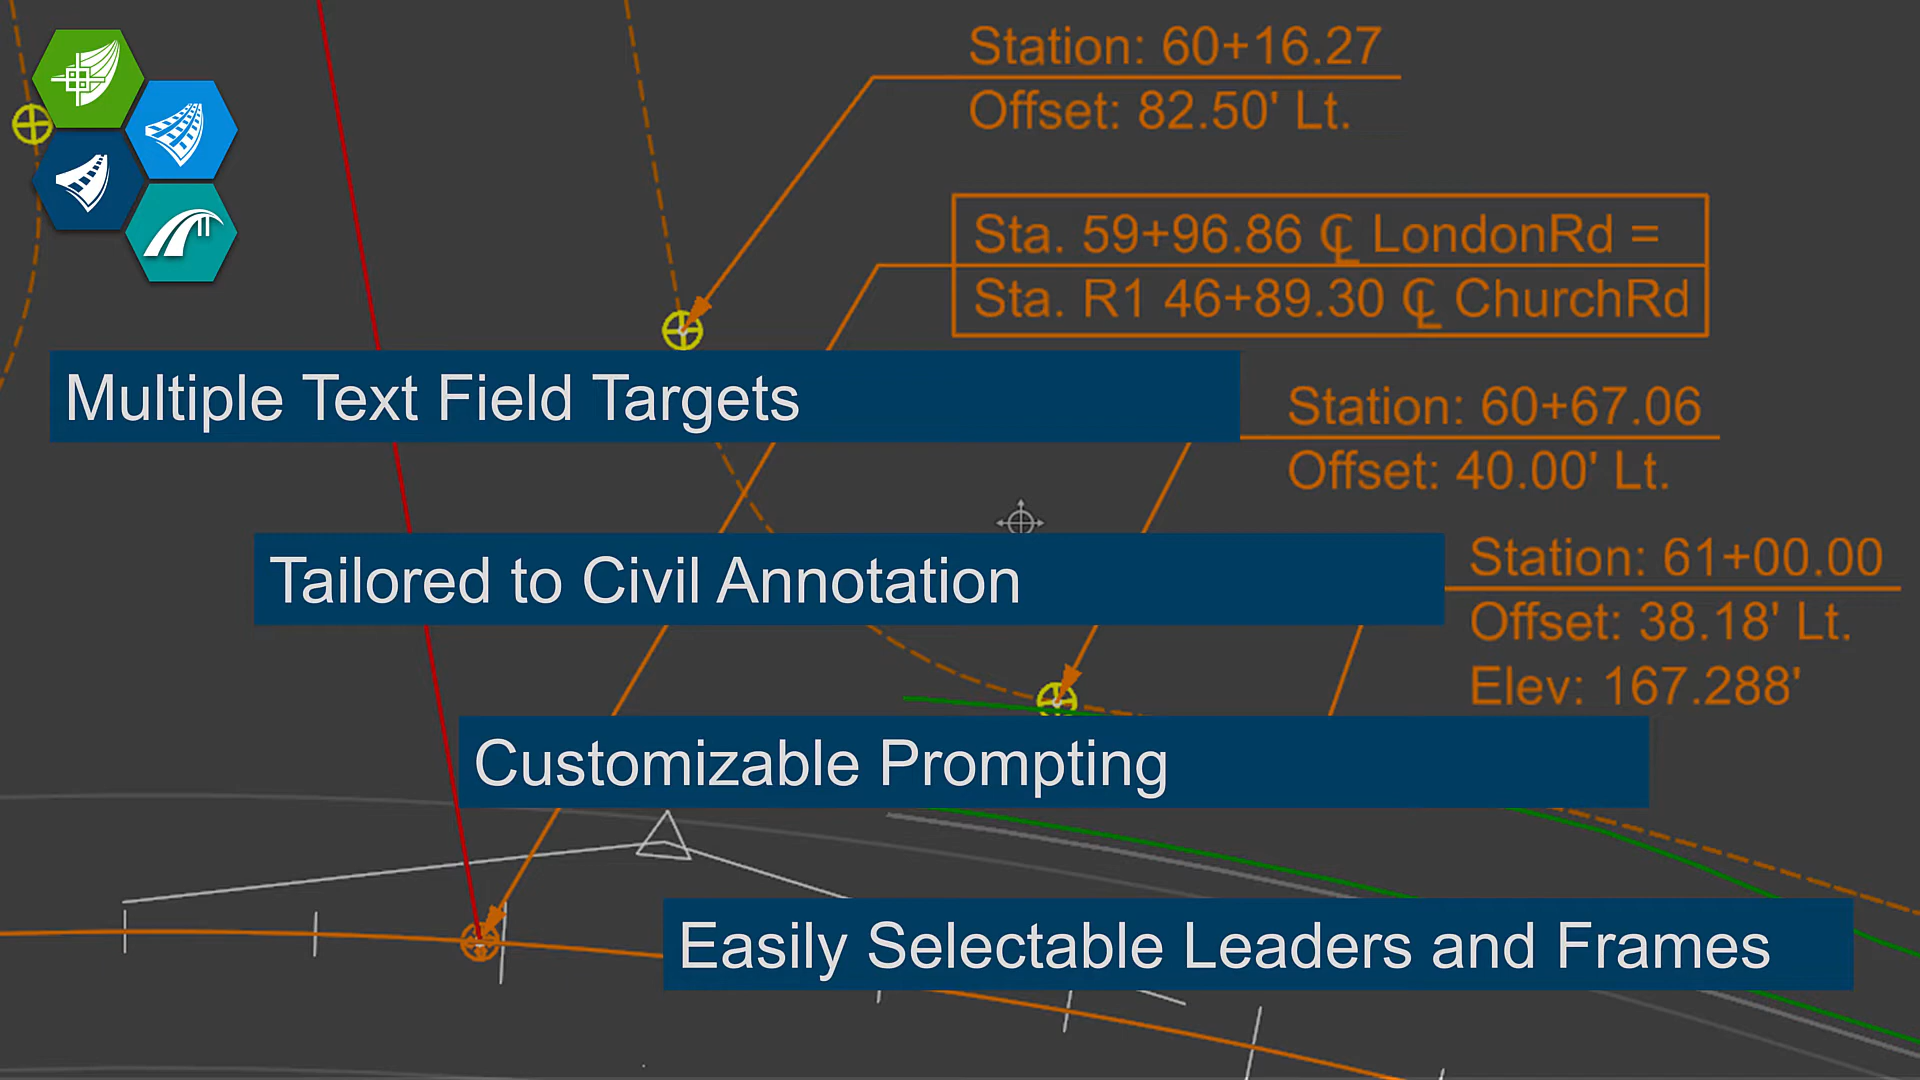 Station: 60+16.27
Offset: 82.50' Lt.
Sta. 59+96.86 ℄ LondonRd =
Sta. R1 46+89.30 ℄ ChurchRd
Multiple Text Field Targets
Station: 60+67.06
Offset: 40.00' Lt.
Tailored to Civil Annotation
Station: 61+00.00
Offset: 38.18' Lt.
Elev: 167.288'
Customizable Prompting
Easily Selectable Leaders and Frames